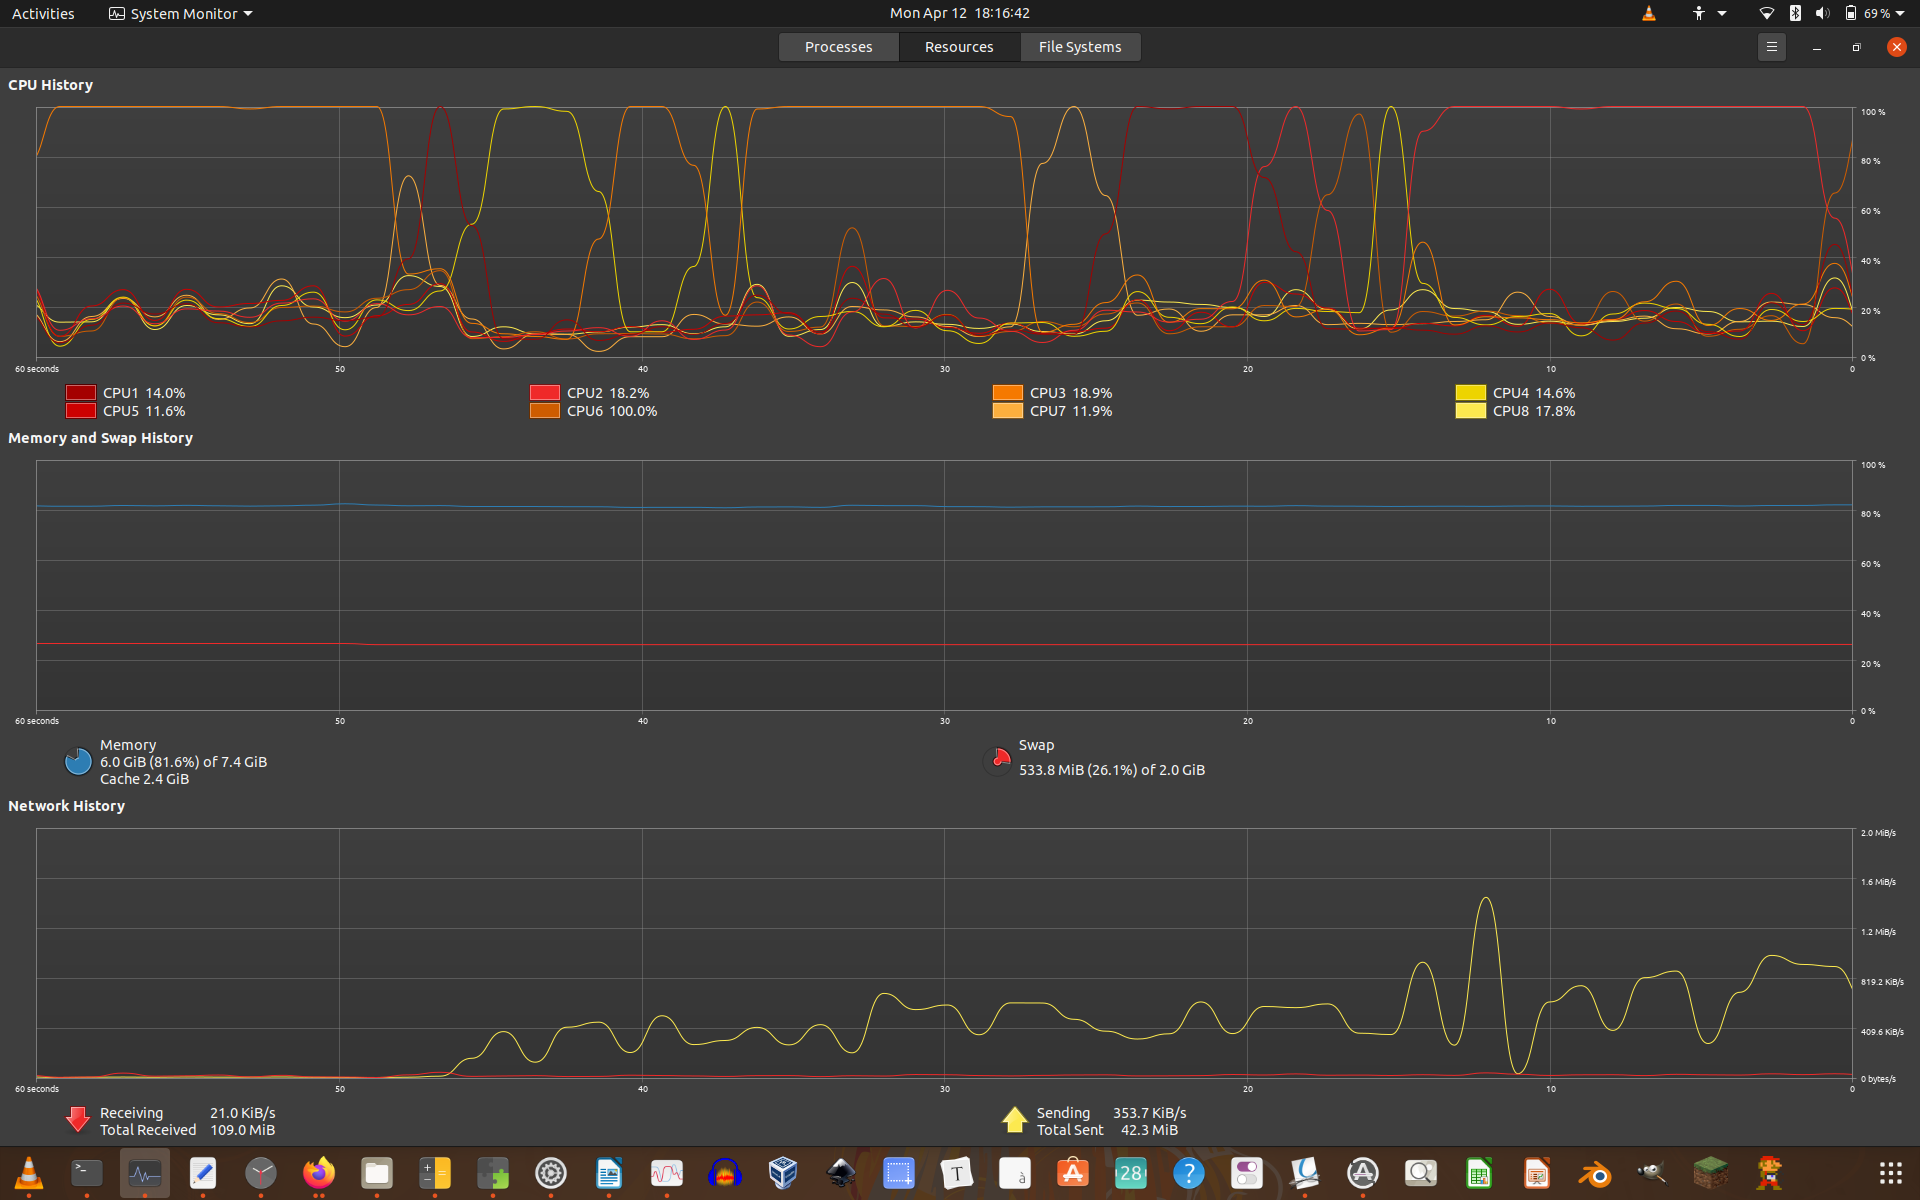 Activities System Monitor Mon Apr 12 18:16:42 69 %
Processes Resources File Systems
CPU History
100 %
80 %
60 %
40 %
20 %
0 %
60 seconds 50 40 30 20 10 0
CPU1 14.0% CPU2 18.2% CPU3 18.9% CPU4 14.6%
CPU5 11.6% CPU6 100.0% CPU7 11.9% CPU8 17.8%
Memory and Swap History
100 %
80 %
60 %
40 %
20 %
0 %
60 seconds 50 40 30 20 10 0
Memory Swap
6.0 GiB (81.6%) of 7.4 GiB 533.8 MiB (26.1%) of 2.0 GiB
Cache 2.4 GiB
Network History
2.0 MiB/s
1.6 MiB/s
1.2 MiB/s
819.2 KiB/s
409.6 KiB/s
0 bytes/s
60 seconds 50 40 30 20 10 0
Receiving 21.0 KiB/s Sending 353.7 KiB/s
Total Received 109.0 MiB Total Sent 42.3 MiB
>_ T à A 28 ? A